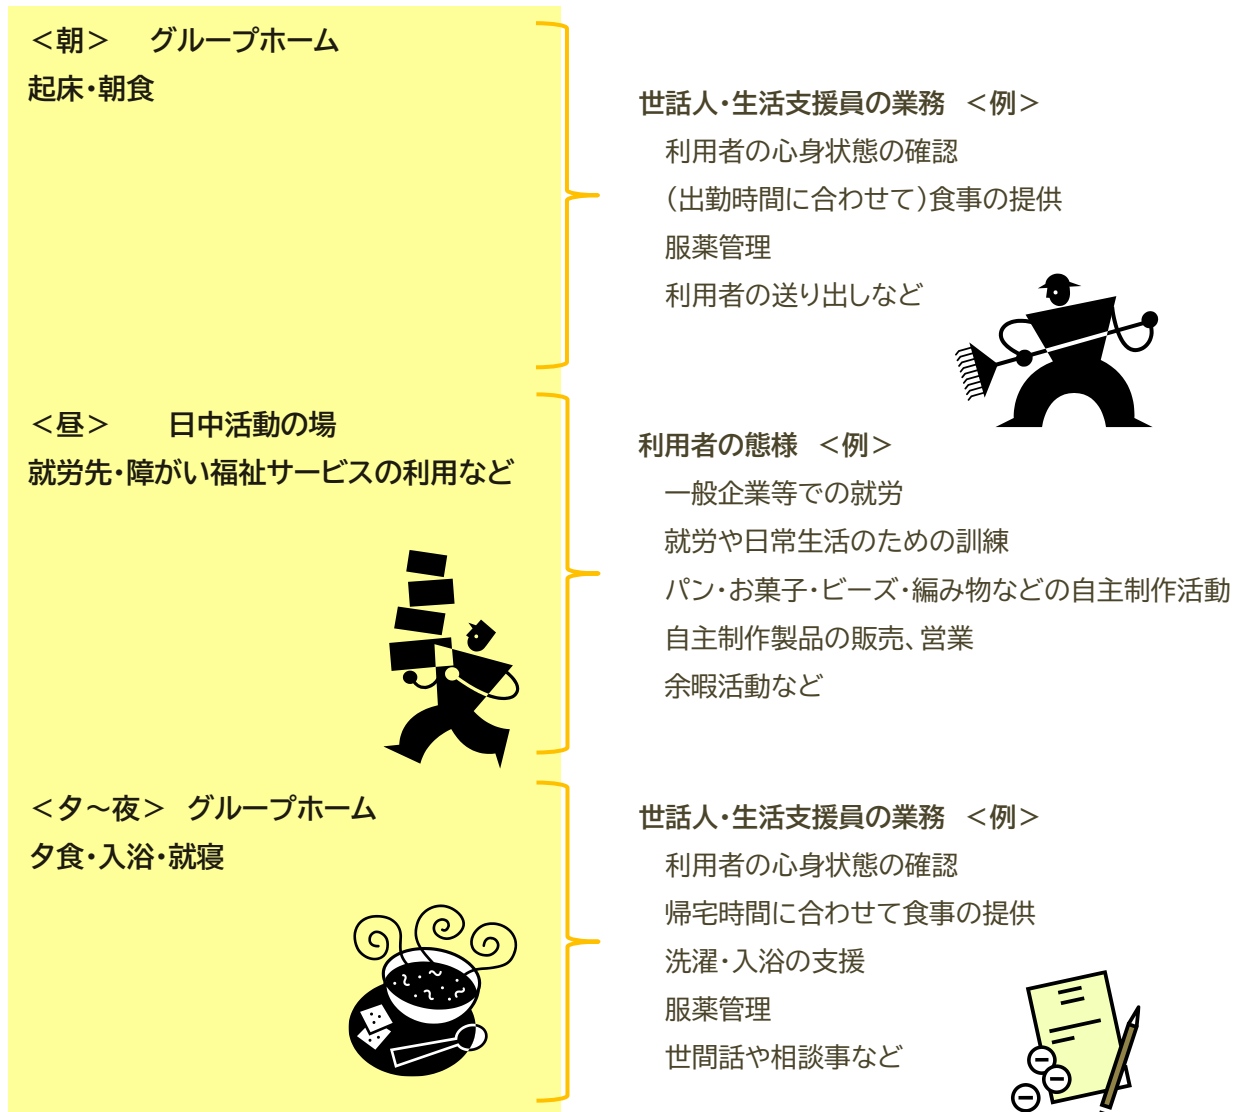 ＜朝＞　グループホーム
起床・朝食
世話人・生活支援員の業務　＜例＞
利用者の心身状態の確認
（出勤時間に合わせて）食事の提供
服薬管理
利用者の送り出しなど
＜昼＞　　日中活動の場
就労先・障がい福祉サービスの利用など
利用者の態様　＜例＞
一般企業等での就労
就労や日常生活のための訓練
パン・お菓子・ビーズ・編み物などの自主制作活動
自主制作製品の販売、営業
余暇活動など
＜夕～夜＞　グループホーム
夕食・入浴・就寝
世話人・生活支援員の業務　＜例＞
利用者の心身状態の確認
帰宅時間に合わせて食事の提供
洗濯・入浴の支援
服薬管理
世間話や相談事など